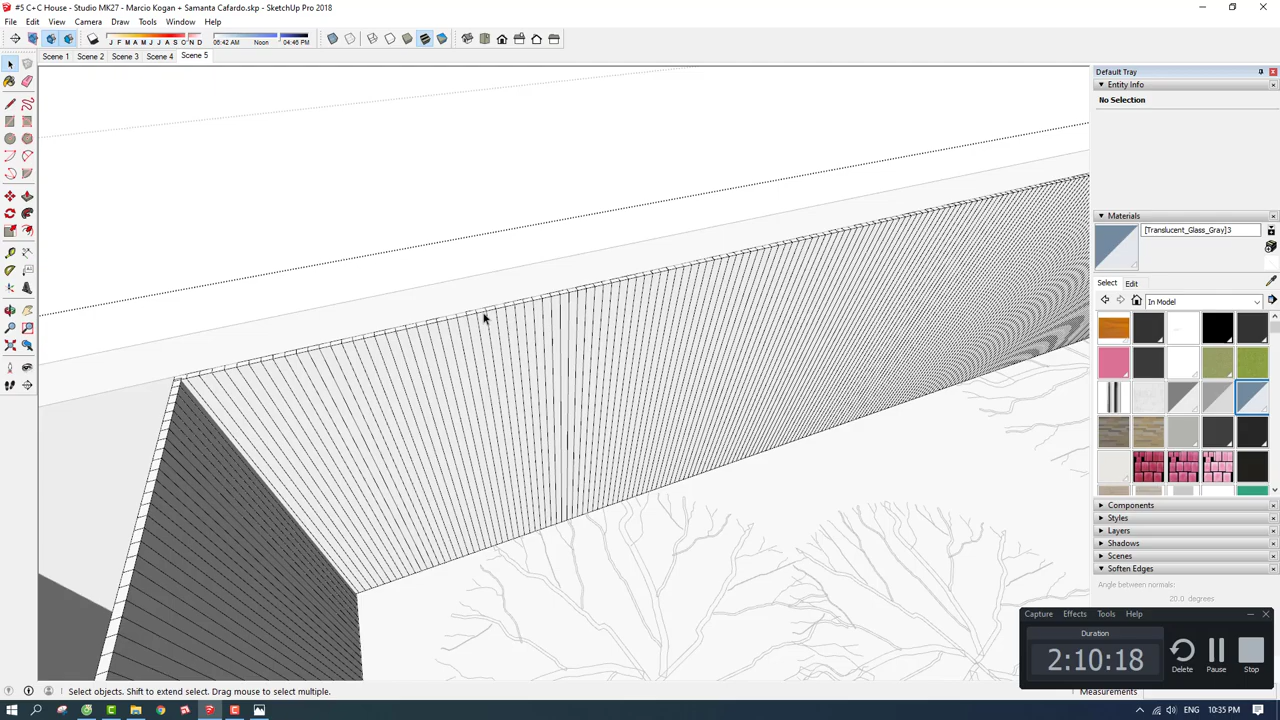 #5 C+C House - Studio MK27 - Marcio Kogan + Samanta Cafardo.skp - SketchUp Pro 2018
File Edit View Camera Draw Tools Window Help
J F M A M J J A S O N D
06:42 AM Noon 04:46 PM
Scene 1 Scene 2 Scene 3 Scene 4 Scene 5
Default Tray
Entity Info
No Selection
Materials
[Translucent_Glass_Gray]3
Select Edit
In Model
Components
Styles
Layers
Shadows
Scenes
Soften Edges
Angle between normals:
20.0 degrees
Capture Effects Tools Help
Duration
2:10:18
Delete Pause Stop
Select objects. Shift to extend select. Drag mouse to select multiple.
Measurements
10:35 PM